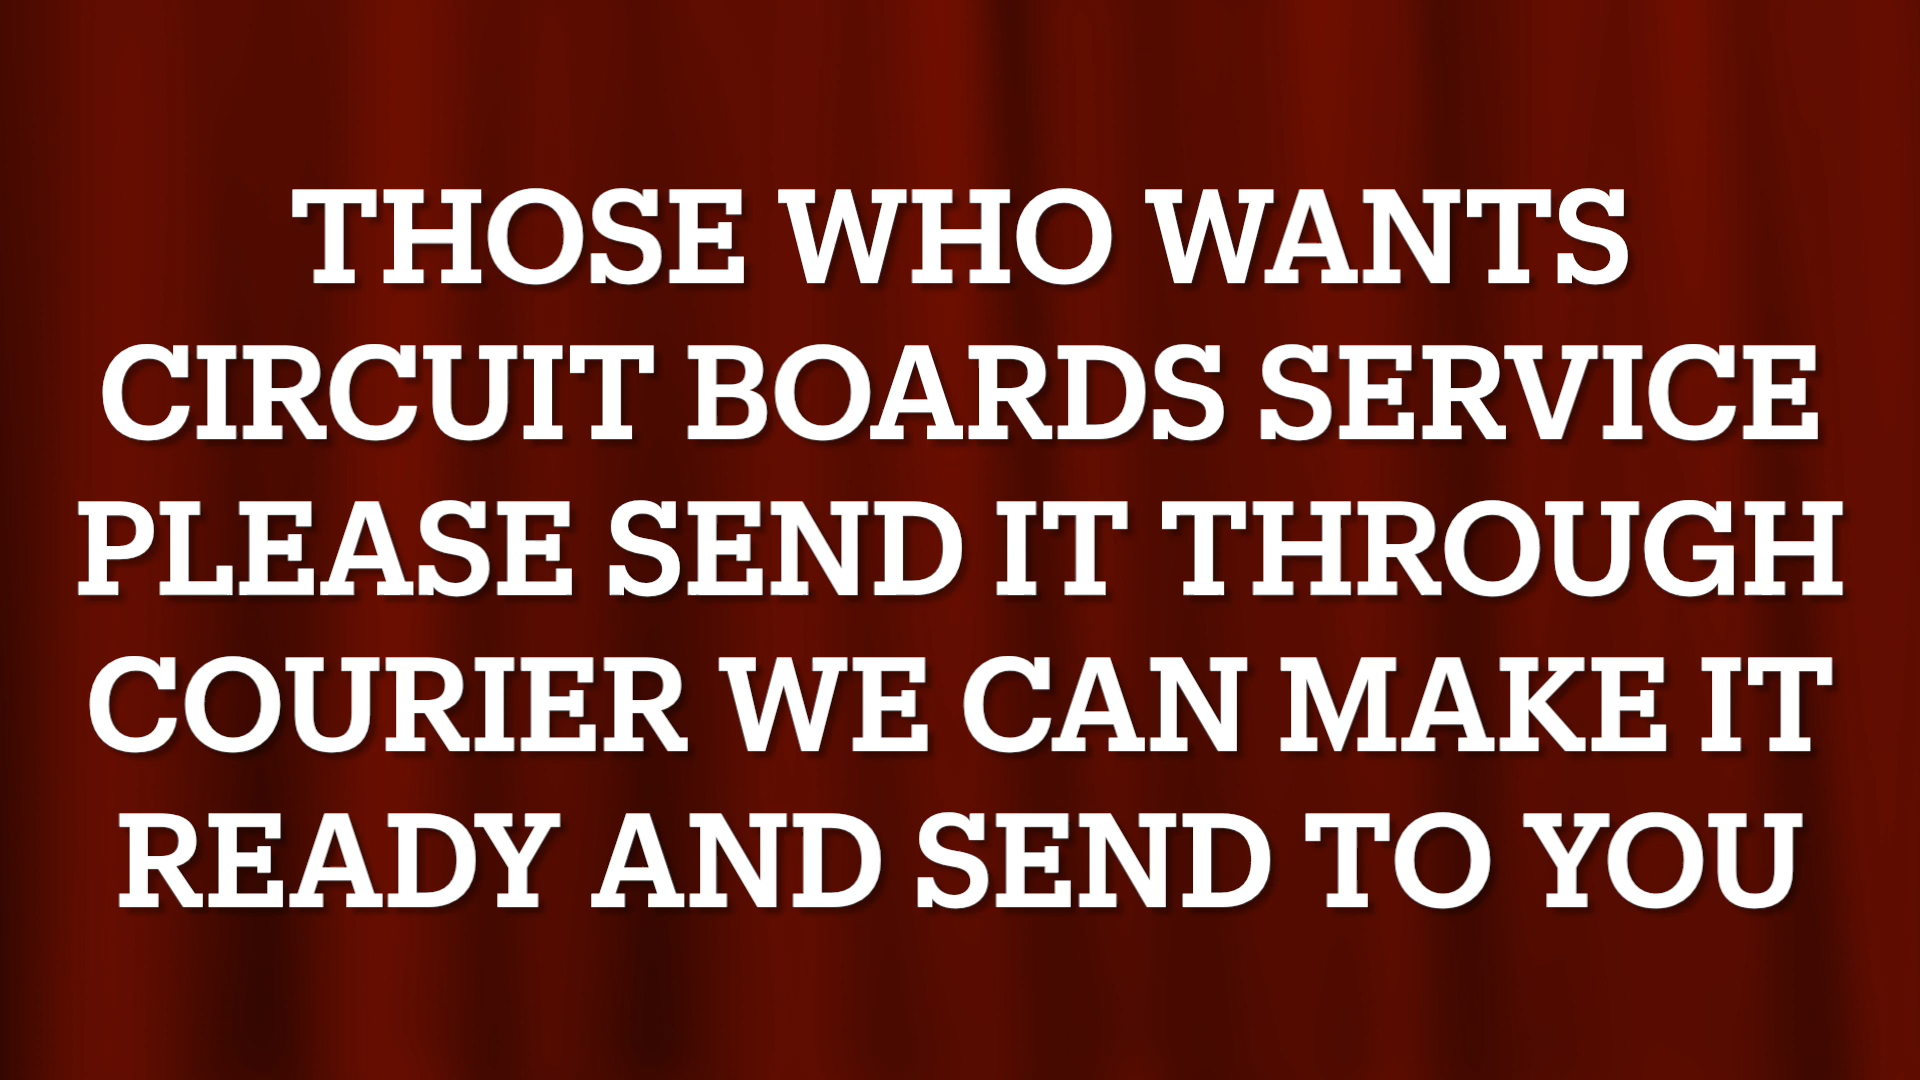 THOSE WHO WANTS
CIRCUIT BOARDS SERVICE
PLEASE SEND IT THROUGH
COURIER WE CAN MAKE IT
READY AND SEND TO YOU